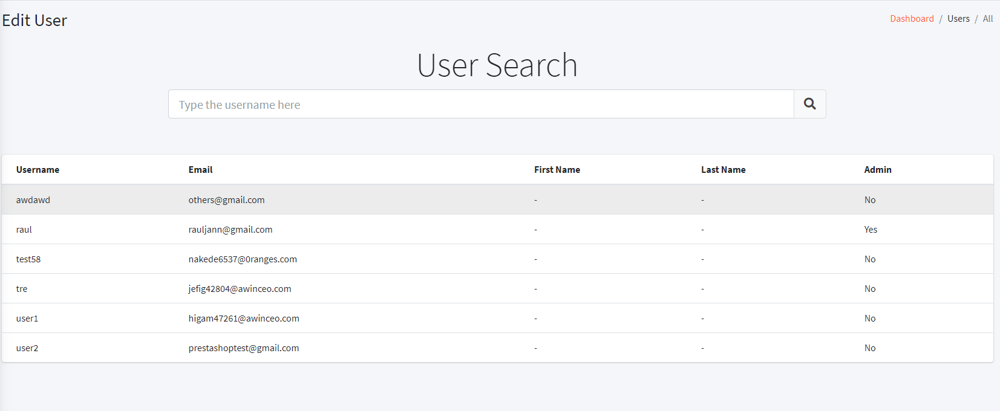 Edit User
Dashboard / Users / All
User Search
Type the username here
Username Email First Name Last Name Admin
awdawd others@gmail.com - - No
raul rauljann@gmail.com - - Yes
test58 nakede6537@0ranges.com - - No
tre jefig42804@awinceo.com - - No
user1 higam47261@awinceo.com - - No
user2 prestashoptest@gmail.com - - No